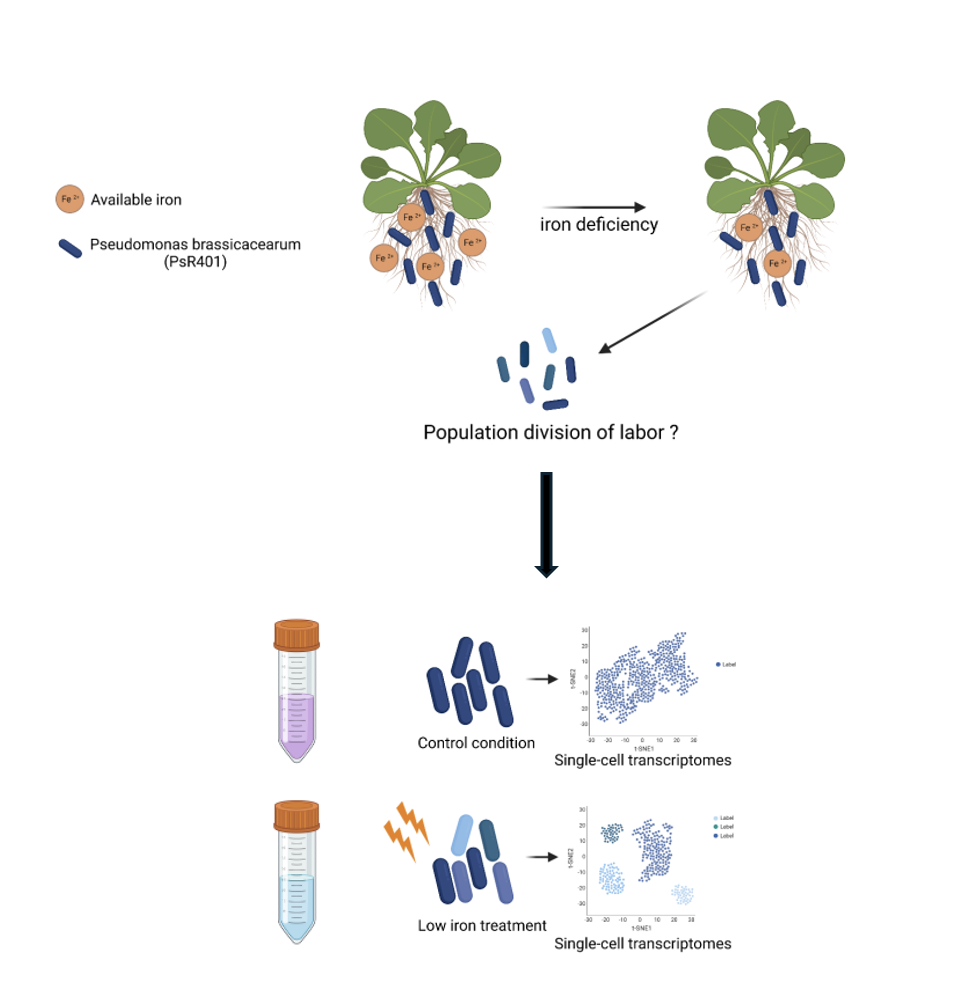 Fe 2+
Available iron
Pseudomonas brassicacearum
(PsR401)
Fe 2+
Fe 2+
Fe 2+
Fe 2+
iron deficiency
Fe 2+
Fe 2+
Population division of labor ?
Control condition
30
20
10
0
-10
20
-30
t-SNE2
-30 -20 -10 0 10 20 30
t-SNE1
Label
Single-cell transcriptomes
Low iron treatment
30
20
10
0
-10
-20
-30
t-SNE2
-30 -20 -10 0 10 20 30
t-SNE1
Label
Label
Label
Single-cell transcriptomes